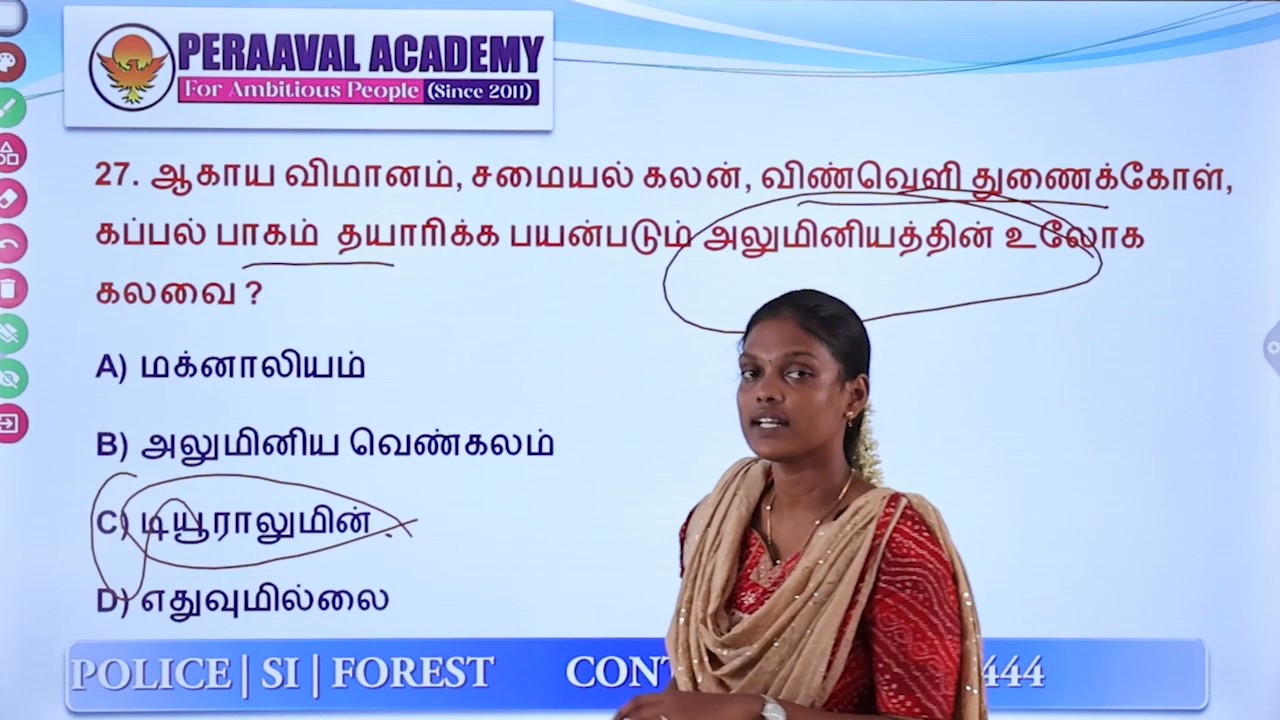 PERAAVAL ACADEMY
For Ambitious People (Since 2011)
27. ஆகாய விமானம், சமையல் கலன், விண்வெளி துணைக்கோள்,
கப்பல் பாகம் தயாரிக்க பயன்படும் அலுமினியத்தின் உலோக
கலவை ?
A) மக்னாலியம்
B) அலுமினிய வெண்கலம்
C) டியூராலுமின்
D) எதுவுமில்லை
POLICE | SI | FOREST CONT 444